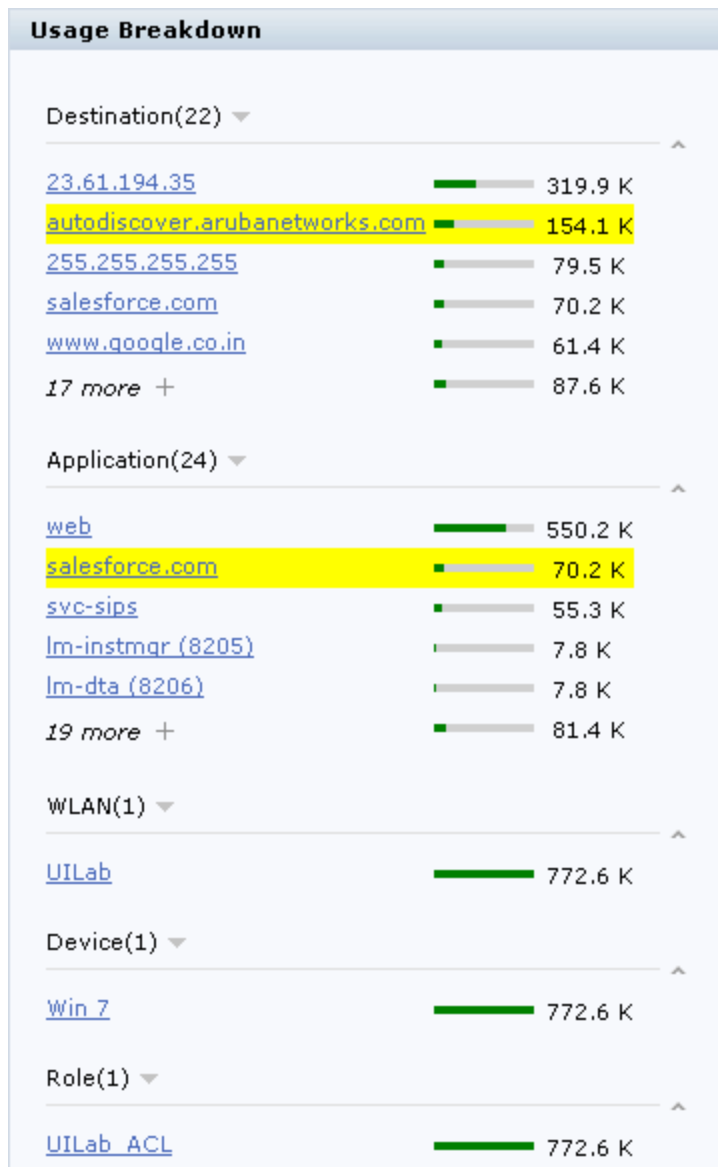 Usage Breakdown
Destination(22)
23.61.194.35 319.9 K
autodiscover.arubanetworks.com 154.1 K
255.255.255.255 79.5 K
salesforce.com 70.2 K
www.google.co.in 61.4 K
17 more + 87.6 K
Application(24)
web 550.2 K
salesforce.com 70.2 K
svc-sips 55.3 K
lm-instmgr (8205) 7.8 K
lm-dta (8206) 7.8 K
19 more + 81.4 K
WLAN(1)
UILab 772.6 K
Device(1)
Win 7 772.6 K
Role(1)
UILab_ACL 772.6 K